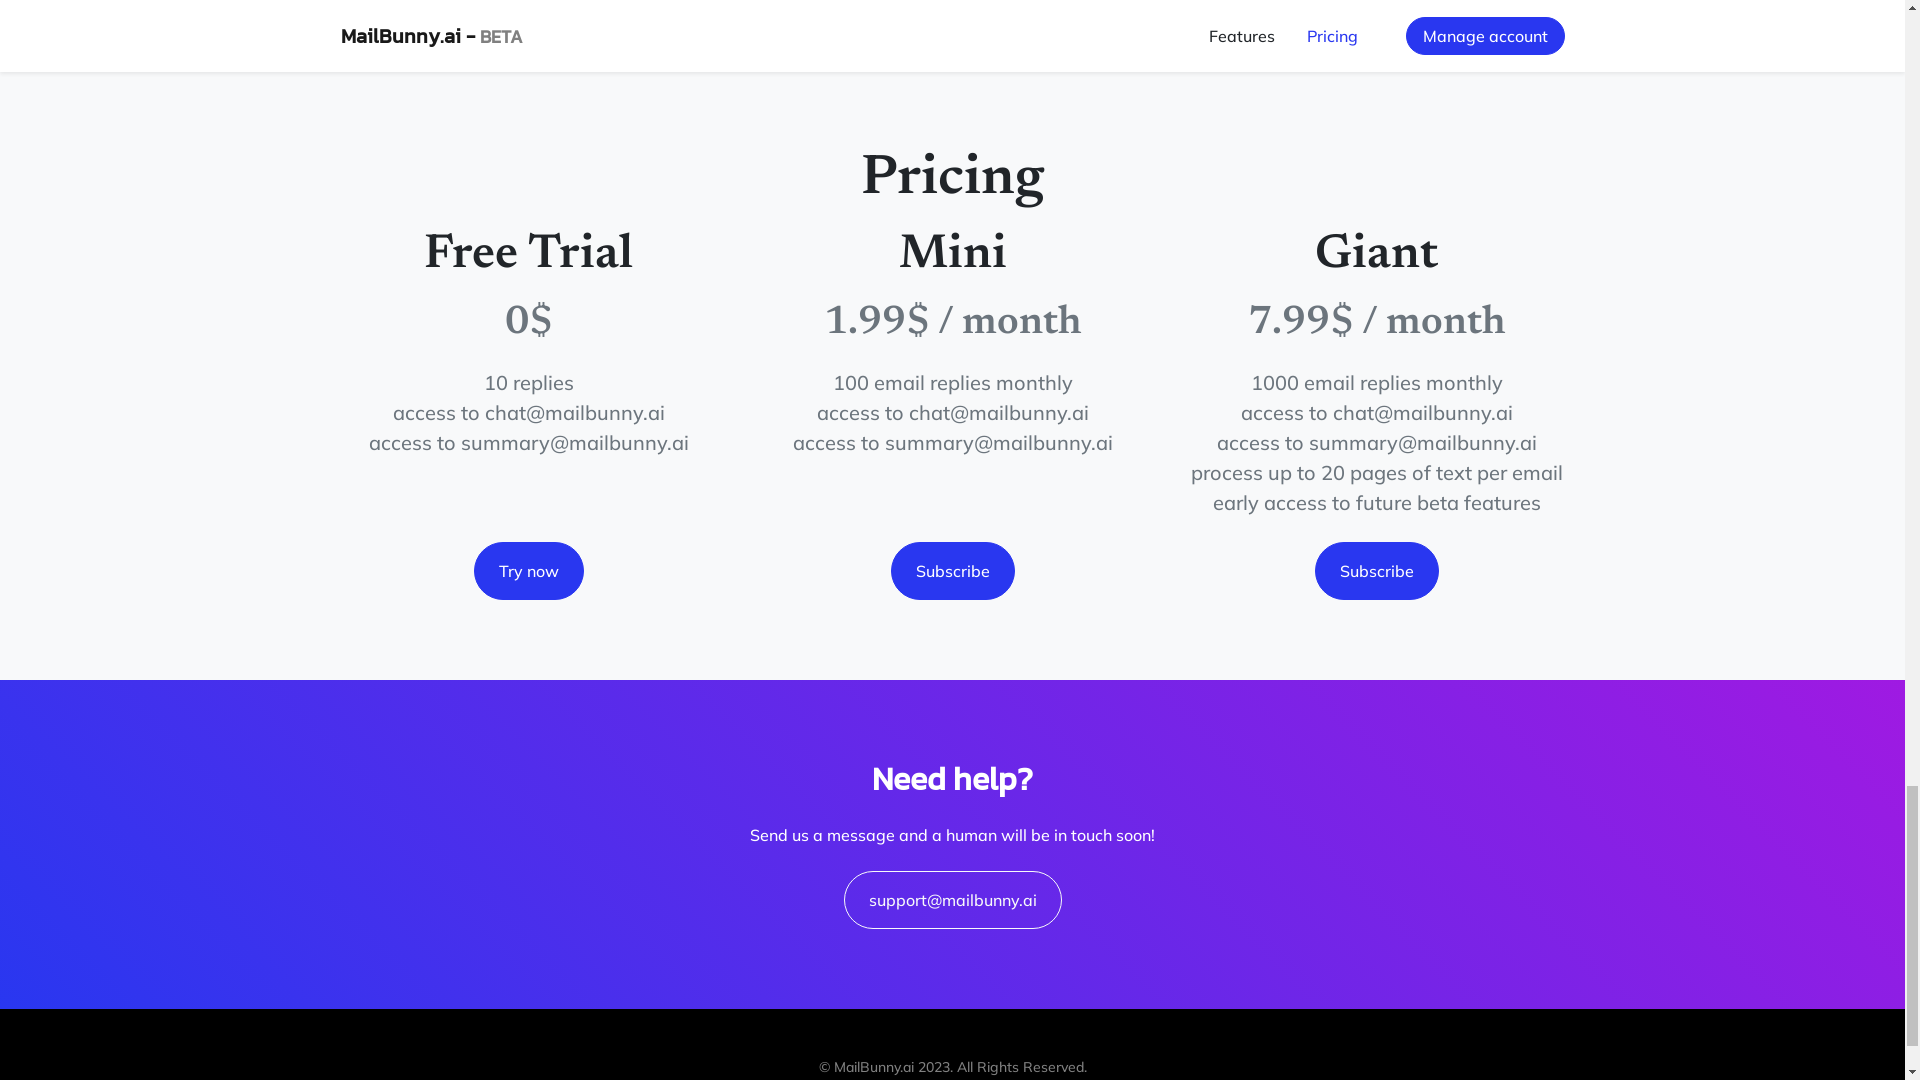 MailBunny.ai - BETA
Features
Pricing
Manage account
Pricing
Free Trial
0$
10 replies
access to chat@mailbunny.ai
access to summary@mailbunny.ai
Try now
Mini
1.99$ / month
100 email replies monthly
access to chat@mailbunny.ai
access to summary@mailbunny.ai
Subscribe
Giant
7.99$ / month
1000 email replies monthly
access to chat@mailbunny.ai
access to summary@mailbunny.ai
process up to 20 pages of text per email
early access to future beta features
Subscribe
Need help?
Send us a message and a human will be in touch soon!
support@mailbunny.ai
© MailBunny.ai 2023. All Rights Reserved.